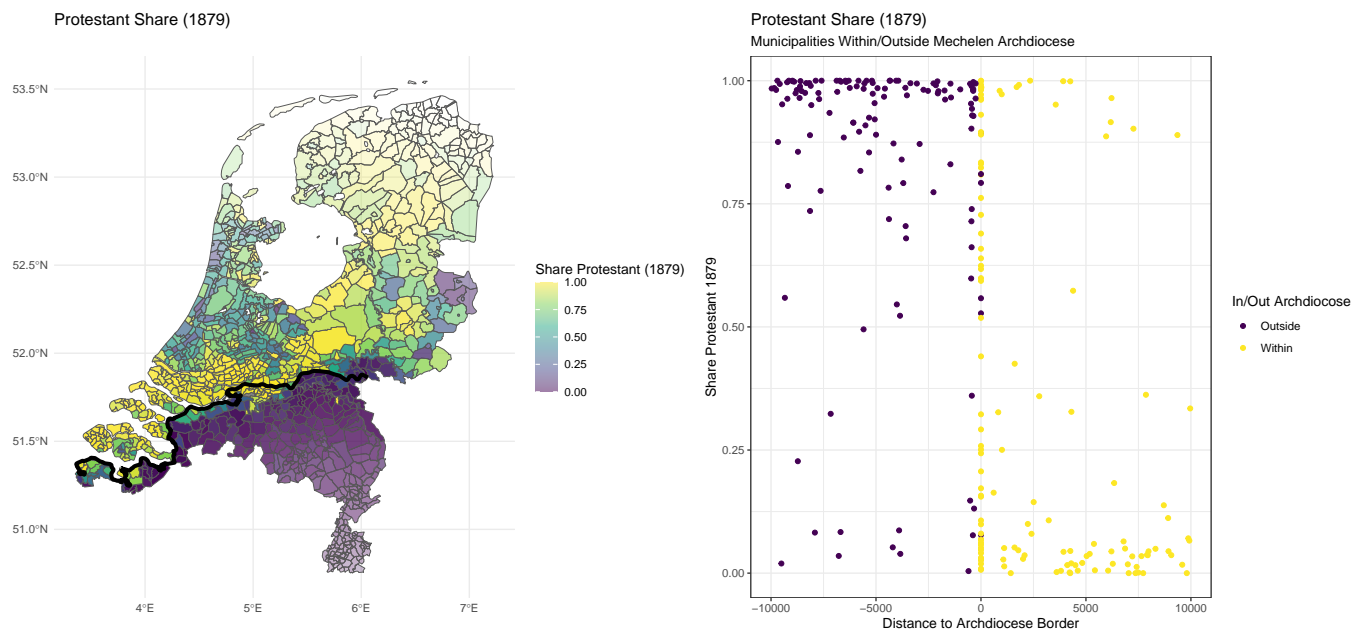 Protestant Share (1879)
53.5°N
53.0°N
52.5°N
52.0°N
51.5°N
51.0°N
4°E
5°E
6°E
7°E
Share Protestant (1879)
1.00
0.75
0.50
0.25
0.00
Protestant Share (1879)
Municipalities Within/Outside Mechelen Archdiocese
Share Protestant 1879
1.00
0.75
0.50
0.25
0.00
−10000
−5000
0
5000
10000
Distance to Archdiocese Border
In/Out Archdiocose
Outside
Within